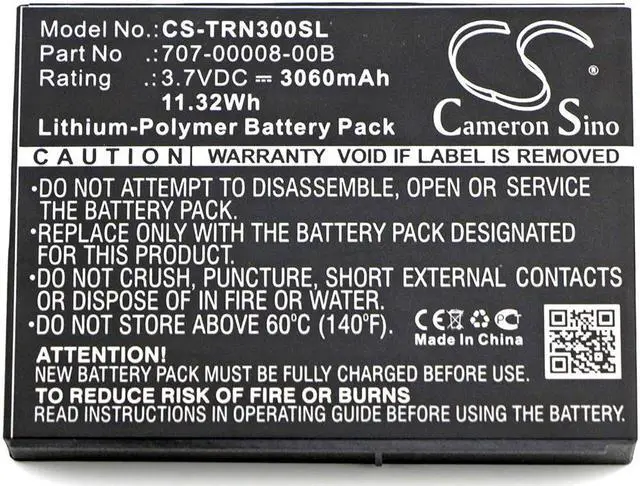 Model No.: CS-TRN300SL
Part No : 707-00008-00B
Rating : 3.7VDC = 3060mAh
11.32Wh
Lithium-Polymer Battery Pack
CS
®
Cameron Sino
CAUTION WARRANTY VOID IF LABEL IS REMOVED
•DO NOT ATTEMPT TO DISASSEMBLE, OPEN OR SERVICE
THE BATTERY PACK.
•REPLACE ONLY WITH THE BATTERY PACK DESIGNATED
FOR THIS EQUIPMENT.
•DO NOT CRUSH, PUNCTURE, SHORT EXTERNAL CONTACTS
OR DISPOSE OF IN FIRE OR WATER.
•DO NOT STORE ABOVE 60°C (140°F).
CE
Made In China
ATTENTION!
NEW BATTERY PACK MUST BE FULLY CHARGED BEFORE USE.
TO REDUCE RISK OF FIRE OR BURNS
READ INSTRUCTIONS IN OPERATING GUIDE BEFORE USING THE BATTERY.